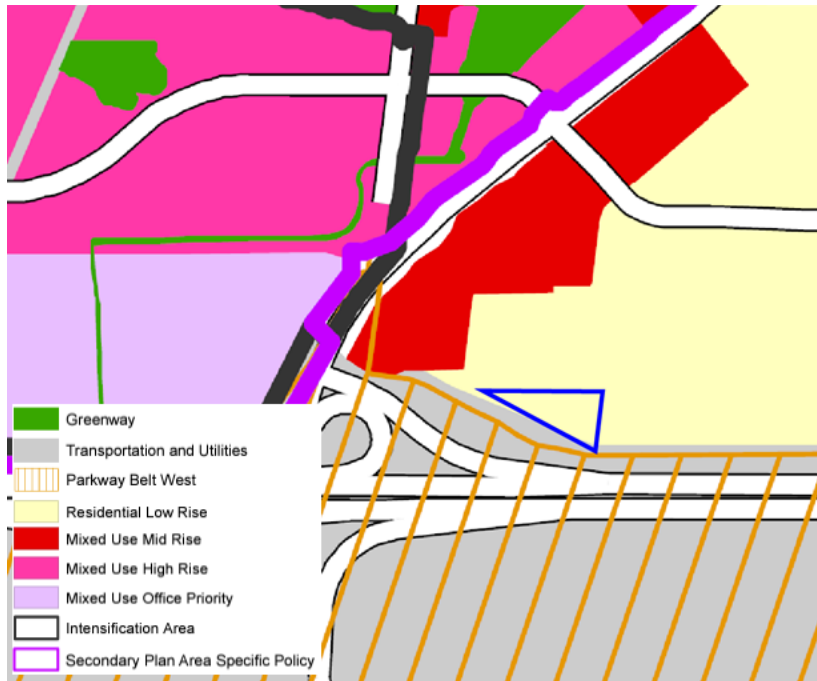 Greenway
Transportation and Utilities
Parkway Belt West
Residential Low Rise
Mixed Use Mid Rise
Mixed Use High Rise
Mixed Use Office Priority
Intensification Area
Secondary Plan Area Specific Policy